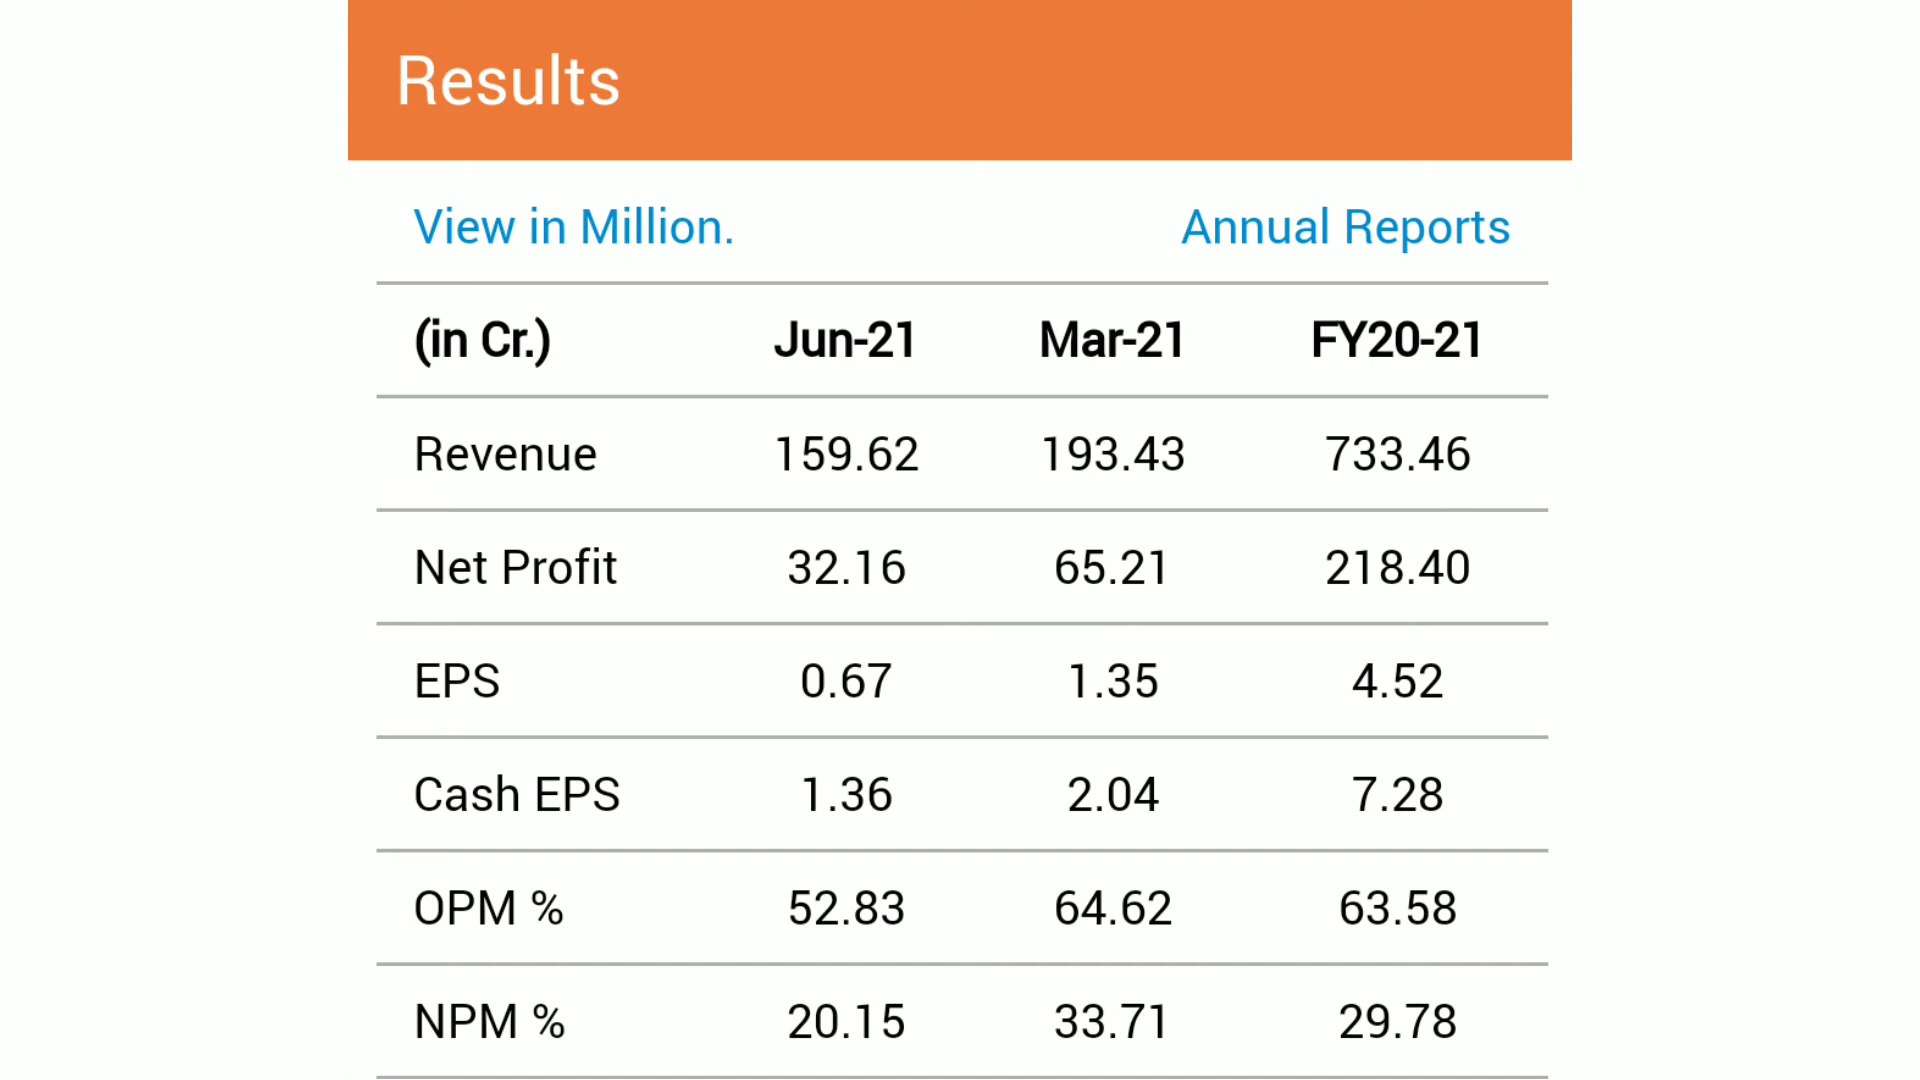 Results
View in Million. Annual Reports
(in Cr.) Jun-21 Mar-21 FY20-21
Revenue 159.62 193.43 733.46
Net Profit 32.16 65.21 218.40
EPS 0.67 1.35 4.52
Cash EPS 1.36 2.04 7.28
OPM % 52.83 64.62 63.58
NPM % 20.15 33.71 29.78